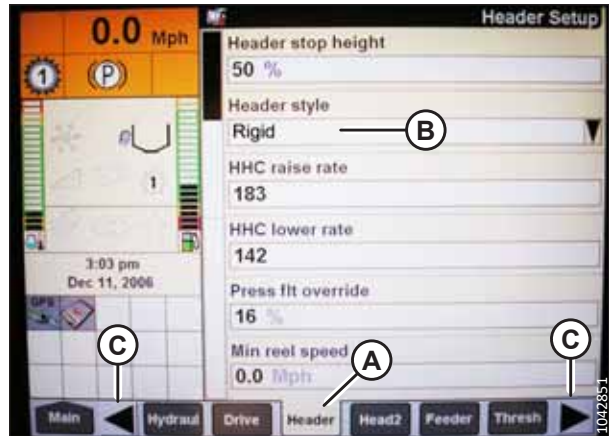 0.0 Mph
1
P
1
3:03 pm
Dec 11, 2006
GPS
Header Setup
Header stop height
50 %
Header style
Rigid
B
HHC raise rate
183
HHC lower rate
142
Press flt override
16 %
Min reel speed
0.0 Mph
A
C
C
Main
Hydraul
Drive
Header
Head2
Feeder
Thresh
1042851